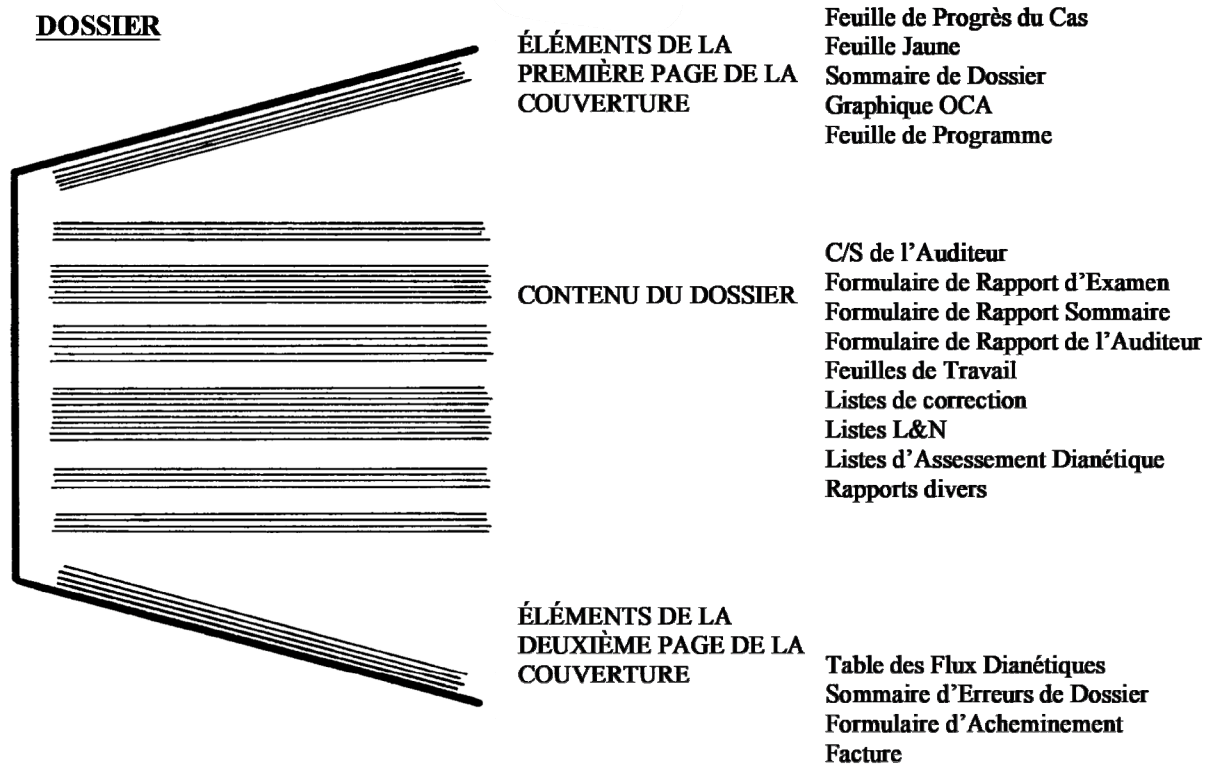 DOSSIER
ÉLÉMENTS DE LA
PREMIÈRE PAGE DE LA
COUVERTURE
Feuille de Progrès du Cas
Feuille Jaune
Sommaire de Dossier
Graphique OCA
Feuille de Programme
CONTENU DU DOSSIER
C/S de l'Auditeur
Formulaire de Rapport d'Examen
Formulaire de Rapport Sommaire
Formulaire de Rapport de l'Auditeur
Feuilles de Travail
Listes de correction
Listes L&N
Listes d'Assessement Dianétique
Rapports divers
ÉLÉMENTS DE LA
DEUXIÈME PAGE DE LA
COUVERTURE
Table des Flux Dianétiques
Sommaire d'Erreurs de Dossier
Formulaire d'Acheminement
Facture